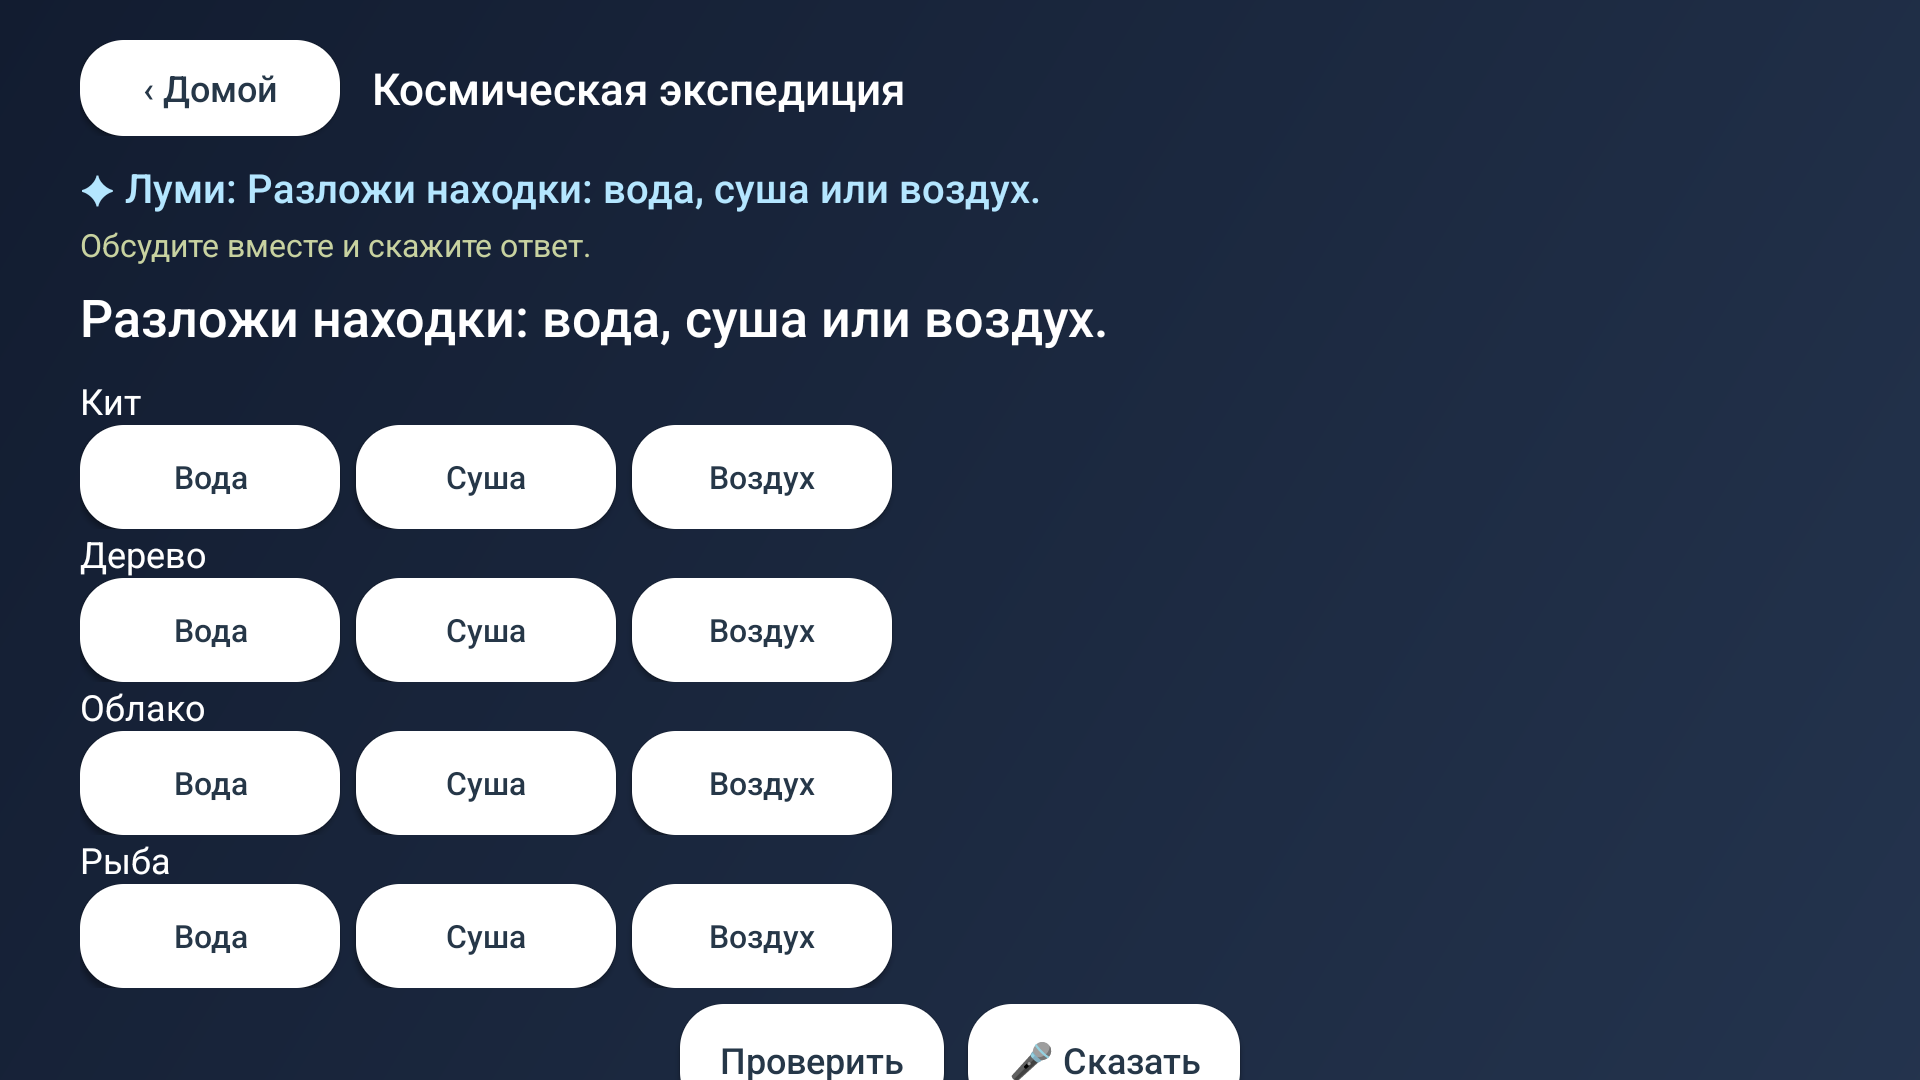 ‹ Домой
Космическая экспедиция
✦ Луми: Разложи находки: вода, суша или воздух.
Обсудите вместе и скажите ответ.
Разложи находки: вода, суша или воздух.
Кит
Вода Суша Воздух
Дерево
Вода Суша Воздух
Облако
Вода Суша Воздух
Рыба
Вода Суша Воздух
Проверить 🎤 Сказать